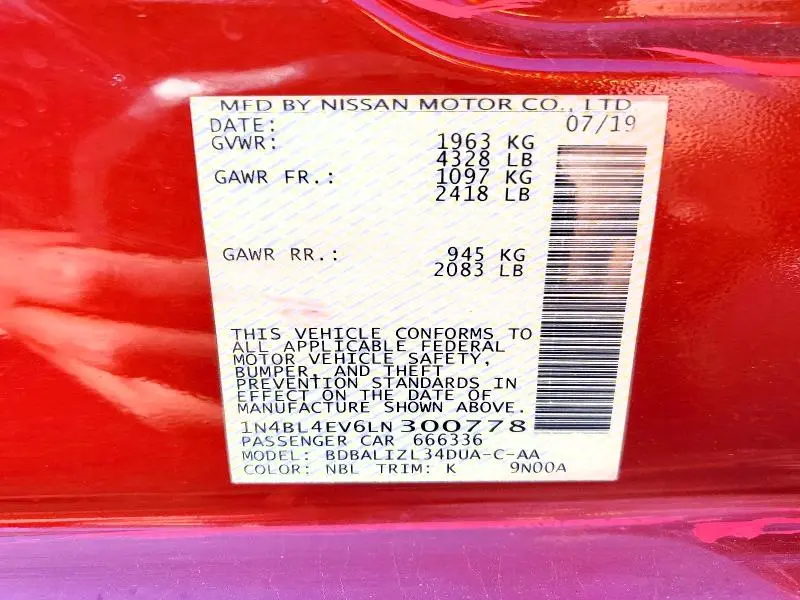 MFD BY NISSAN MOTOR CO., LTD
DATE: 07/19
GVWR: 1963 KG
4328 LB
GAWR FR.: 1097 KG
2418 LB
GAWR RR.: 945 KG
2083 LB
THIS VEHICLE CONFORMS TO
ALL APPLICABLE FEDERAL
MOTOR VEHICLE SAFETY,
BUMPER, AND THEFT
PREVENTION STANDARDS IN
EFFECT ON THE DATE OF
MANUFACTURE SHOWN ABOVE.
1N4BL4EV6LN300778
PASSENGER CAR 666336
MODEL: BDBALIZL34DUA-C-AA
COLOR: NBL TRIM: K 9N00A